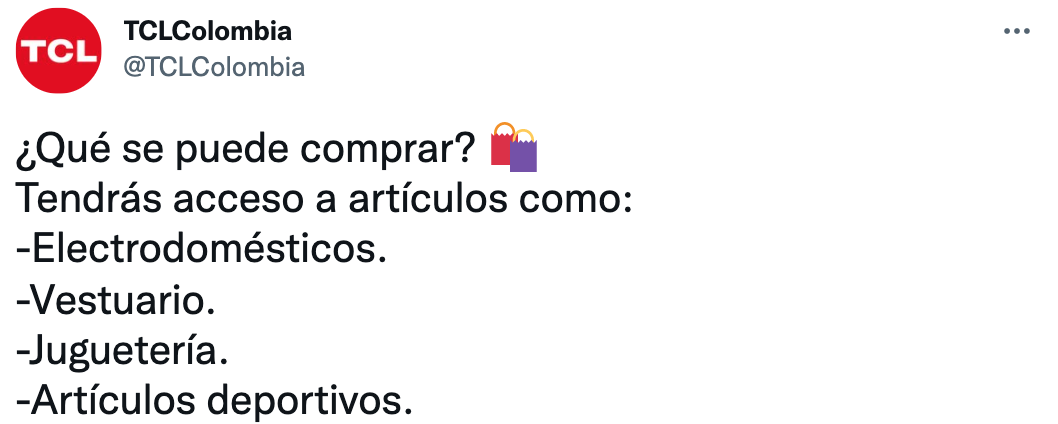 TCL
TCLColombia
@TCLColombia
¿Qué se puede comprar? 🛍️
Tendrás acceso a artículos como:
-Electrodomésticos.
-Vestuario.
-Juguetería.
-Artículos deportivos.